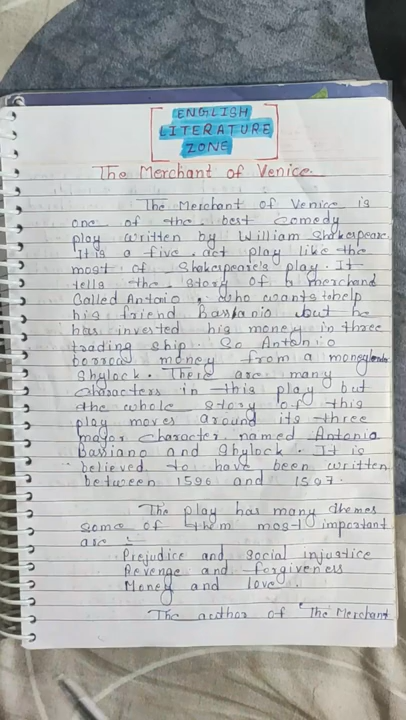 ENGLISH
LITERATURE
ZONE
The Merchant of Venice.
The Merchant of Venice is
one of the best comedy
play written by William Shakespeare.
It is a five act play like the
most of Shakespeare's play. It
tells the story of a merchand
Called Antoio. who wants to help
his friend Bassanio but he
has invested his money in three
trading ship. So Antonio
borrow money from a moneylender
Shylock. There are many
characters in this play but
the whole story of this
play moves around its three
major character named Antonia
Bassiano and Shylock. It is
believed to have been written
between 1596 and 1597.
The play has many themes
some of them most important
are :-
Prejudice and social injustice
Revenge and forgiveness
Money and love.
The author of "The Merchant